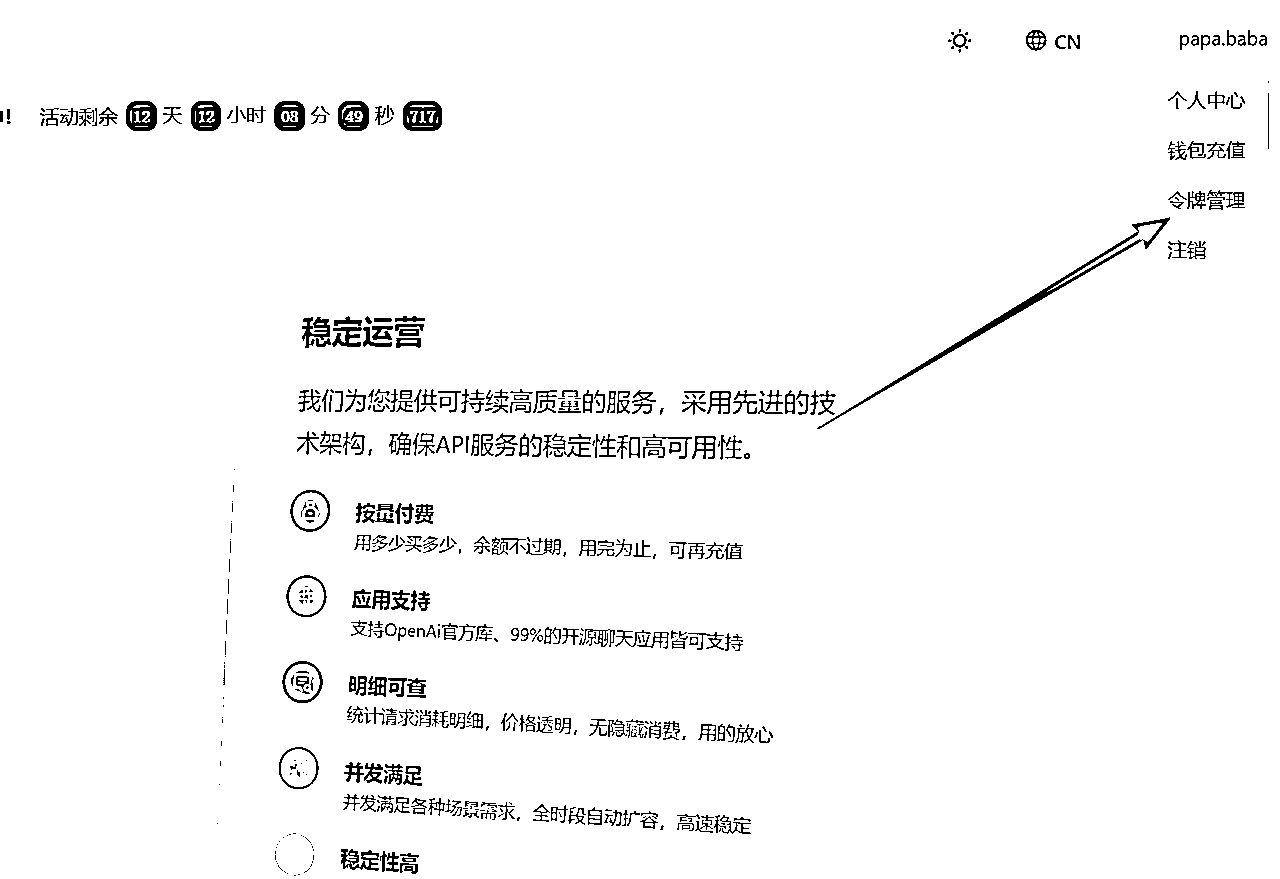 CN
papa.baba
个人中心
活动剩余 12 天 12 小时 08 分 49 秒 717
钱包充值
令牌管理
注销
稳定运营
我们为您提供可持续高质量的服务，采用先进的技
术架构，确保API服务的稳定性和高可用性。
按量付费
用多少买多少，余额不过期，用完为止，可再充值
应用支持
支持OpenAi官方库、99%的开源聊天应用皆可支持
明细可查
统计请求消耗明细，价格透明，无隐藏消费，用的放心
并发满足
并发满足各种场景需求，全时段自动扩容，高速稳定
稳定性高